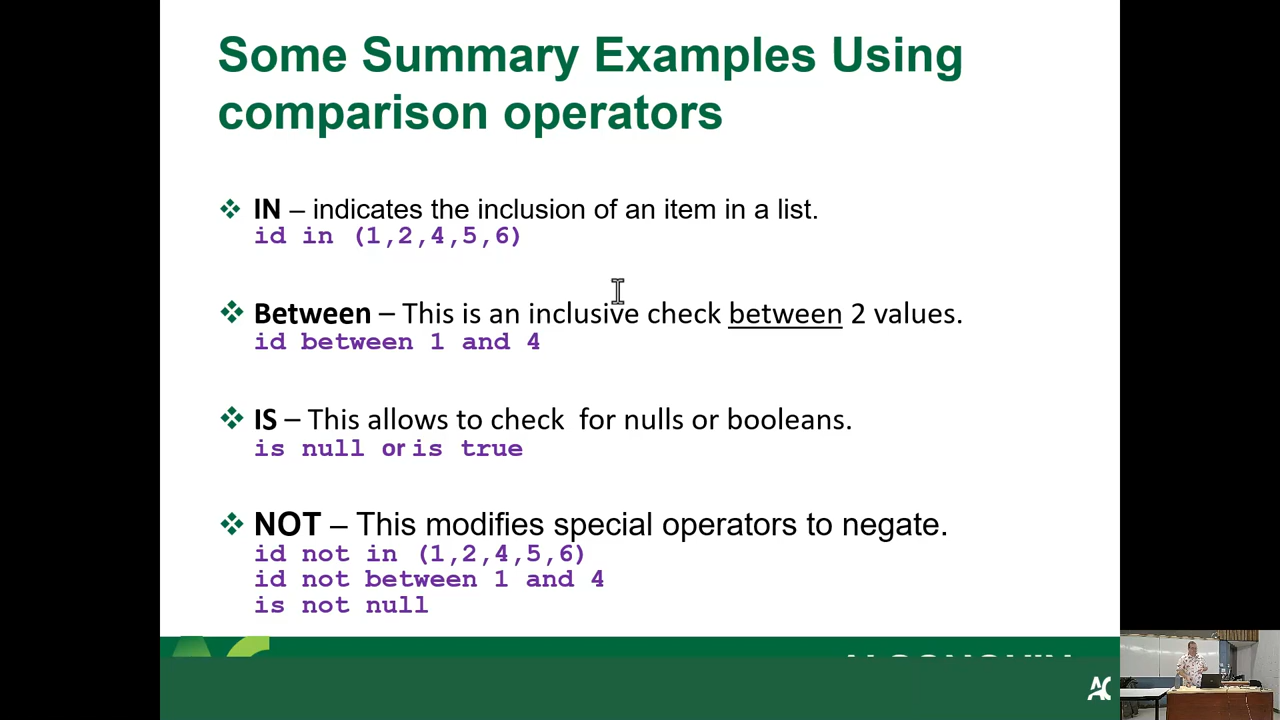 Some Summary Examples Using
comparison operators
❖ IN – indicates the inclusion of an item in a list.
id in (1,2,4,5,6)
❖ Between – This is an inclusive check between 2 values.
id between 1 and 4
❖ IS – This allows to check  for nulls or booleans.
is null or is true
❖ NOT – This modifies special operators to negate.
id not in (1,2,4,5,6)
id not between 1 and 4
is not null
AC